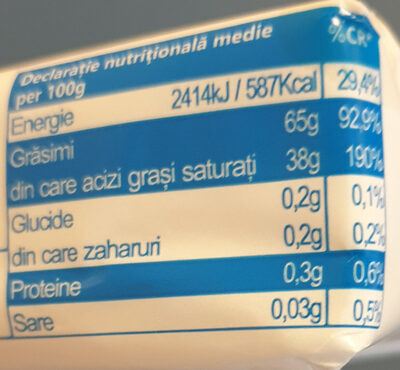 Declarație nutrițională medie
per 100g %CR*
Energie 2414kJ / 587Kcal 29,4%
Grăsimi 65g 92,9%
din care acizi grași saturați 38g 190%
Glucide 0,2g 0,1%
din care zaharuri 0,2g 0,2%
Proteine 0,3g 0,6%
Sare 0,03g 0,5%